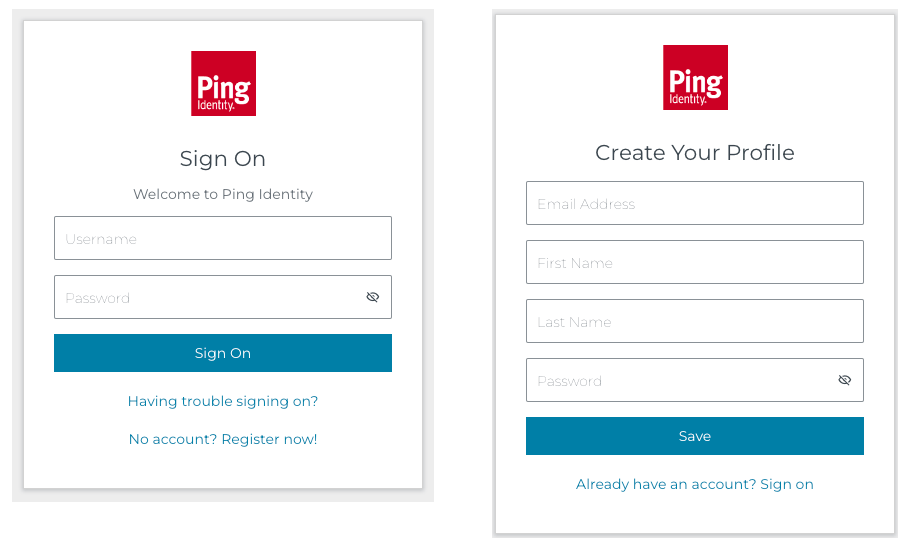 Ping
Identity.
Sign On
Welcome to Ping Identity
Username
Password
Sign On
Having trouble signing on?
No account? Register now!
Ping
Identity.
Create Your Profile
Email Address
First Name
Last Name
Password
Save
Already have an account? Sign on